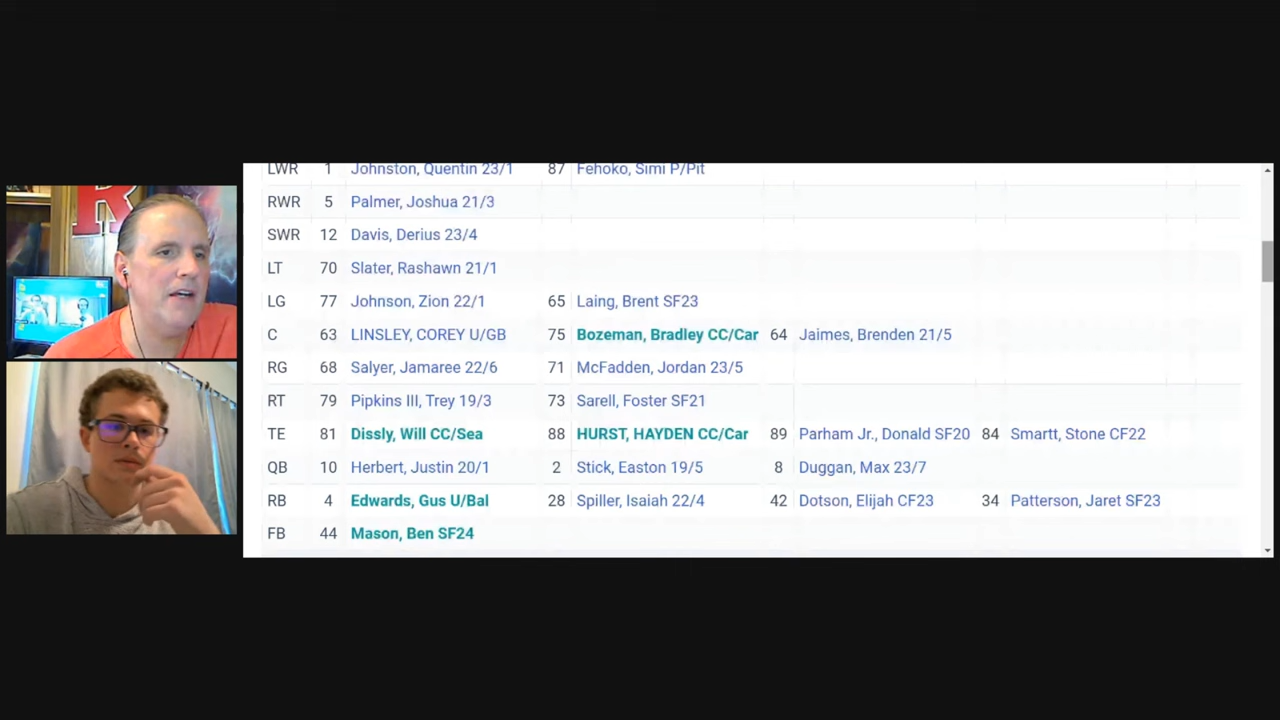 R
LWR 1 Johnston, Quentin 23/1 87 Fehoko, Simi P/Pit
RWR 5 Palmer, Joshua 21/3
SWR 12 Davis, Derius 23/4
LT 70 Slater, Rashawn 21/1
LG 77 Johnson, Zion 22/1 65 Laing, Brent SF23
C 63 LINSLEY, COREY U/GB 75 Bozeman, Bradley CC/Car 64 Jaimes, Brenden 21/5
RG 68 Salyer, Jamaree 22/6 71 McFadden, Jordan 23/5
RT 79 Pipkins III, Trey 19/3 73 Sarell, Foster SF21
TE 81 Dissly, Will CC/Sea 88 HURST, HAYDEN CC/Car 89 Parham Jr., Donald SF20 84 Smartt, Stone CF22
QB 10 Herbert, Justin 20/1 2 Stick, Easton 19/5 8 Duggan, Max 23/7
RB 4 Edwards, Gus U/Bal 28 Spiller, Isaiah 22/4 42 Dotson, Elijah CF23 34 Patterson, Jaret SF23
FB 44 Mason, Ben SF24